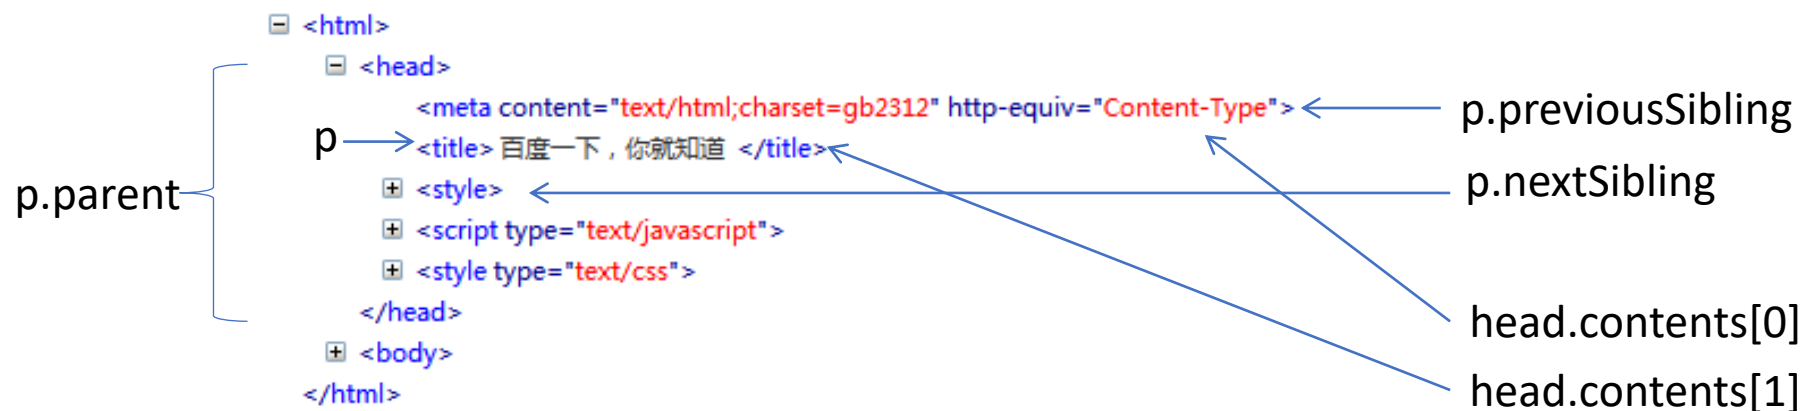 <html>
<head>
<meta content="text/html;charset=gb2312" http-equiv="Content-Type">
p.previousSibling
p
<title> 百度一下，你就知道 </title>
p.parent
<style>
p.nextSibling
<script type="text/javascript">
<style type="text/css">
</head>
head.contents[0]
<body>
</html>
head.contents[1]